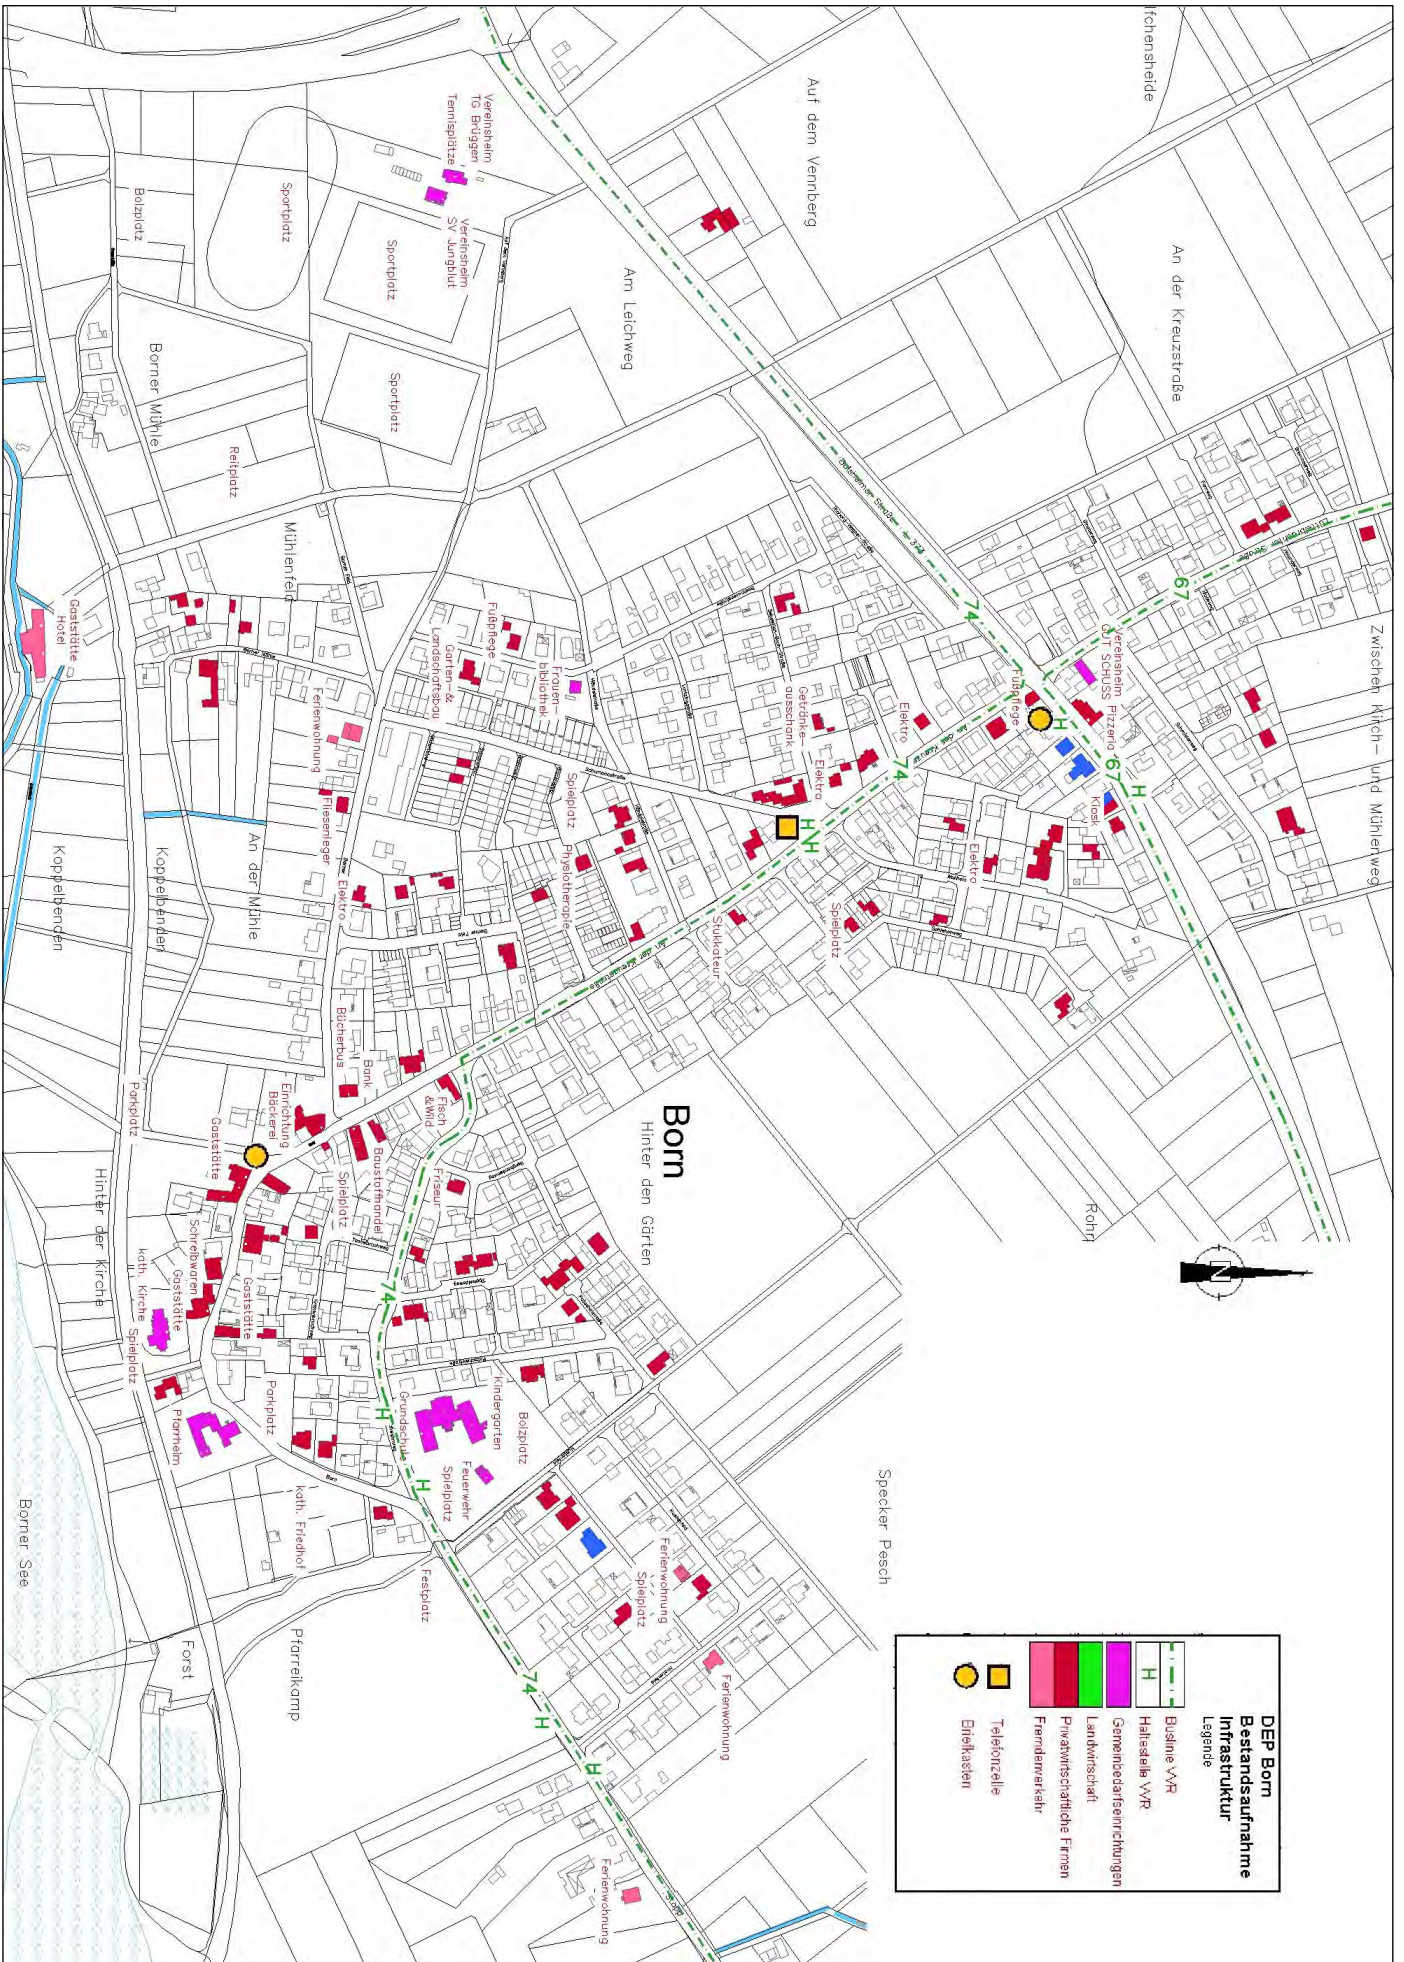 lfchensheide
Auf dem Vennberg
An der Kreuzstraße
Zwischen Kirch- und Mühlenweg
Am Leichweg
Vereinsheim
TG Brüggen
Tennisplätze
Vereinsheim
SV Jungblut
Sportplatz
Sportplatz
Sportplatz
Bolzplatz
Borner Mühle
Reitplatz
Mühlenfeld
Gaststätte
Hotel
Ferienwohnung
Fliesenleger
Elektro
Garten-&
Landschaftsbau
Fußpflege
Frauen-
bibliothek
Spielplatz
Physiotherapie
Getränke-
ausschank
Elektro
Elektro
Fußpflege
Vereinsheim
GUT SCHUSS
Pizzeria
Kiosk
Elektro
Spielplatz
Stukkateur
67
67
74
74
74
74
H
H
H
H
H
H
H
H
An der Mühle
Koppelbenden
Koppelbenden
Bücherbus
Bank
Fisch
&Wild
Einrichtung
Bäckerei
Gaststätte
Parkplatz
Hinter der Kirche
Baustoffhandel
Spielplatz
Friseur
Schreibwaren
Gaststätte
Gaststätte
kath. Kirche
Spielplatz
Pfarrheim
Parkplatz
Grundschule
Kindergarten
Bolzplatz
Feuerwehr
Spielplatz
kath. Friedhof
Festplatz
Born
Hinter den Gärten
Rohr
N
Specker Pesch
Ferienwohnung
Spielplatz
Ferienwohnung
Ferienwohnung
Pfarreikamp
Forst
Borner See
DEP Born
Bestandsaufnahme
Infrastruktur
Legende
Buslinie VVR
H Haltestelle VVR
Gemeinbedarfseinrichtungen
Landwirtschaft
Privatwirtschaftliche Firmen
Fremdenverkehr
Telefonzelle
Briefkasten